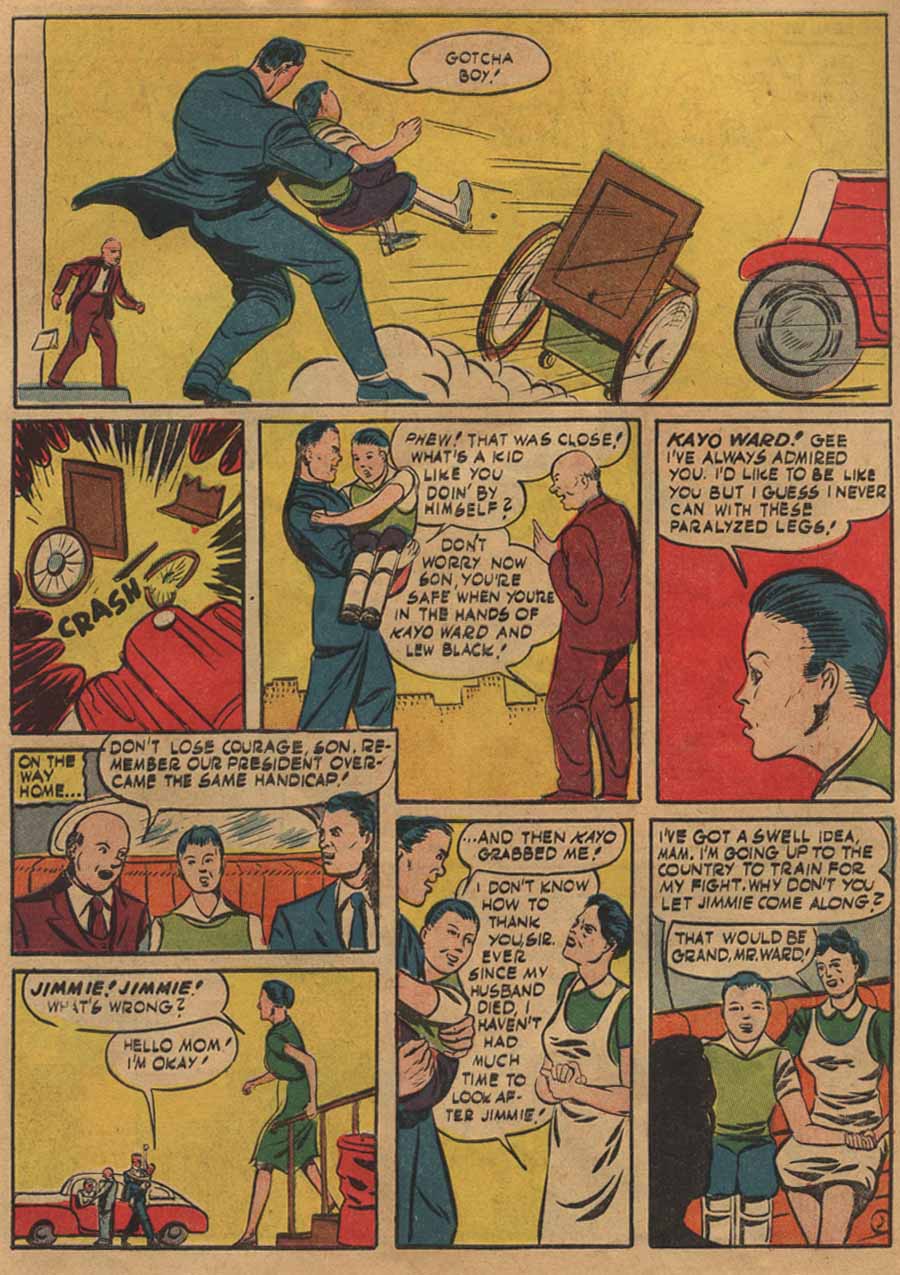 GOTCHA
BOY!
CRASH
PHEW! THAT WAS CLOSE!
WHAT'S A KID
LIKE YOU
DOIN' BY
HIMSELF?
DON'T
WORRY NOW
SON, YOU'RE
SAFE WHEN YOU'RE
IN THE HANDS OF
KAYO WARD AND
LEW BLACK!
KAYO WARD! GEE
I'VE ALWAYS ADMIRED
YOU. I'D LIKE TO BE LIKE
YOU BUT I GUESS I NEVER
CAN WITH THESE
PARALYZED LEGS!
ON THE
WAY
HOME...
DON'T LOSE COURAGE, SON. RE-
MEMBER OUR PRESIDENT OVER-
CAME THE SAME HANDICAP!
JIMMIE! JIMMIE!
WHAT'S WRONG?
HELLO MOM!
I'M OKAY!
...AND THEN KAYO
GRABBED ME!
I DON'T KNOW
HOW TO
THANK
YOU, SIR.
EVER
SINCE MY
HUSBAND
DIED, I
HAVEN'T
HAD
MUCH
TIME TO
LOOK AF-
TER JIMMIE!
I'VE GOT A SWELL IDEA,
MAM. I'M GOING UP TO THE
COUNTRY TO TRAIN FOR
MY FIGHT. WHY DON'T YOU
LET JIMMIE COME ALONG?
THAT WOULD BE
GRAND, MR. WARD!